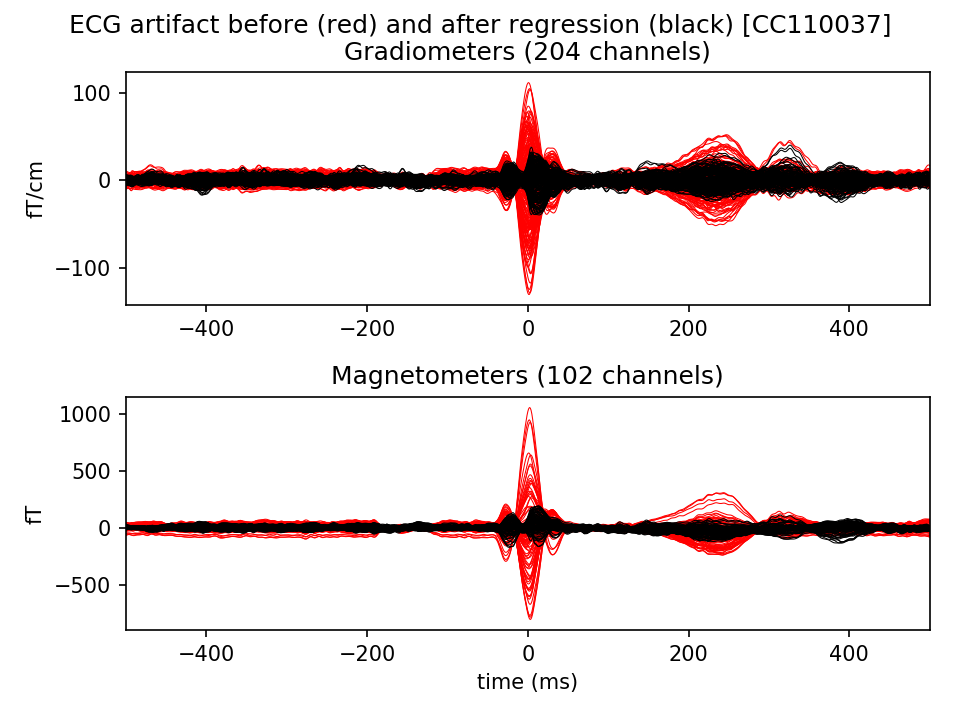 ECG artifact before (red) and after regression (black) [CC110037]
Gradiometers (204 channels)
100
0
−100
fT/cm
−400 −200 0 200 400
Magnetometers (102 channels)
1000
500
0
−500
fT
−400 −200 0 200 400
time (ms)